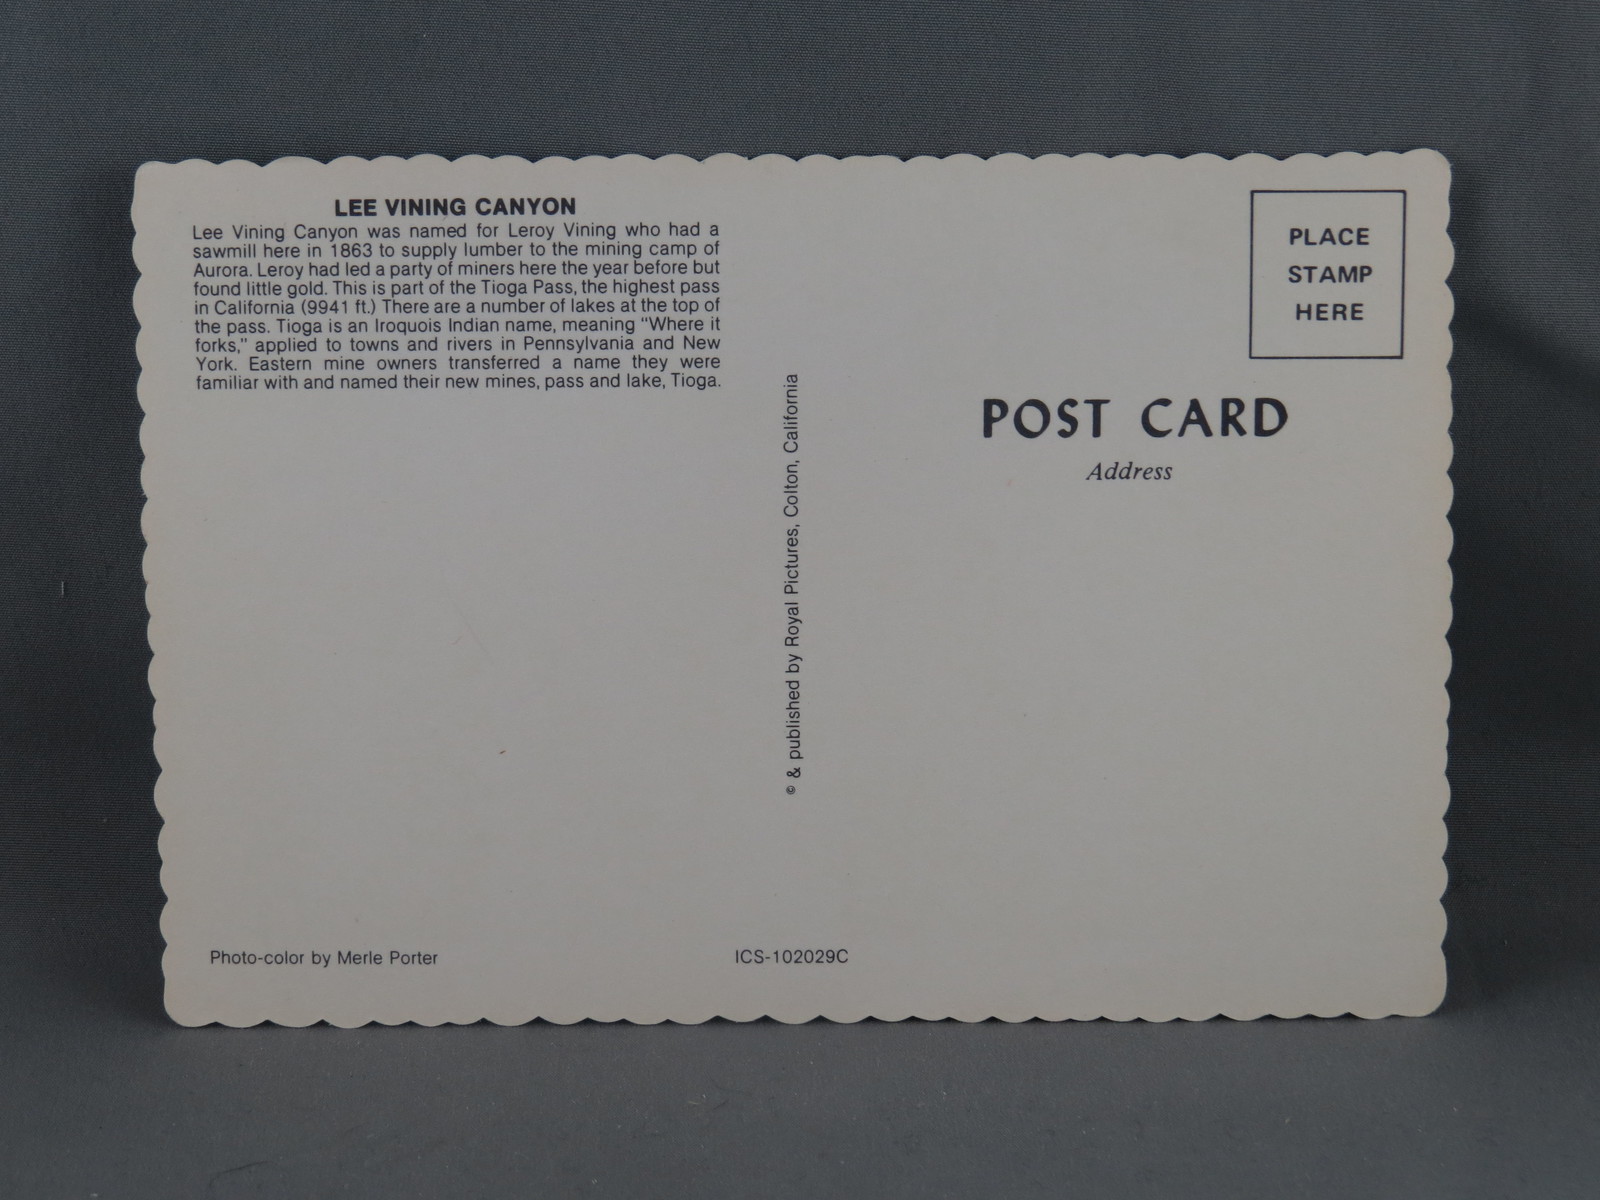 LEE VINING CANYON
Lee Vining Canyon was named for Leroy Vining who had a
sawmill here in 1863 to supply lumber to the mining camp of
Aurora. Leroy had led a party of miners here the year before but
found little gold. This is part of the Tioga Pass, the highest pass
in California (9941 ft.) There are a number of lakes at the top of
the pass. Tioga is an Iroquois Indian name, meaning "Where it
forks," applied to towns and rivers in Pennsylvania and New
York. Eastern mine owners transferred a name they were
familiar with and named their new mines, pass and lake, Tioga.
Photo-color by Merle Porter
© & published by Royal Pictures, Colton, California
ICS-102029C
PLACE
STAMP
HERE
POST CARD
Address